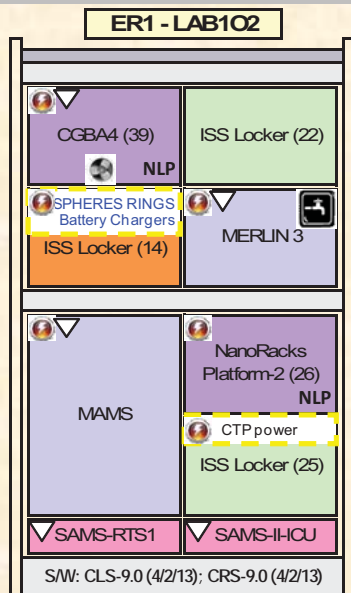 ER1 - LAB1O2
CGBA4 (39)
NLP
ISS Locker (22)
SPHERES RINGS
Battery Chargers
ISS Locker (14)
MERLIN 3
MAMS
NanoRacks
Platform-2 (26)
NLP
CTP power
ISS Locker (25)
SAMS-RTS1
SAMS-II-ICU
S/W: CLS-9.0 (4/2/13); CRS-9.0 (4/2/13)